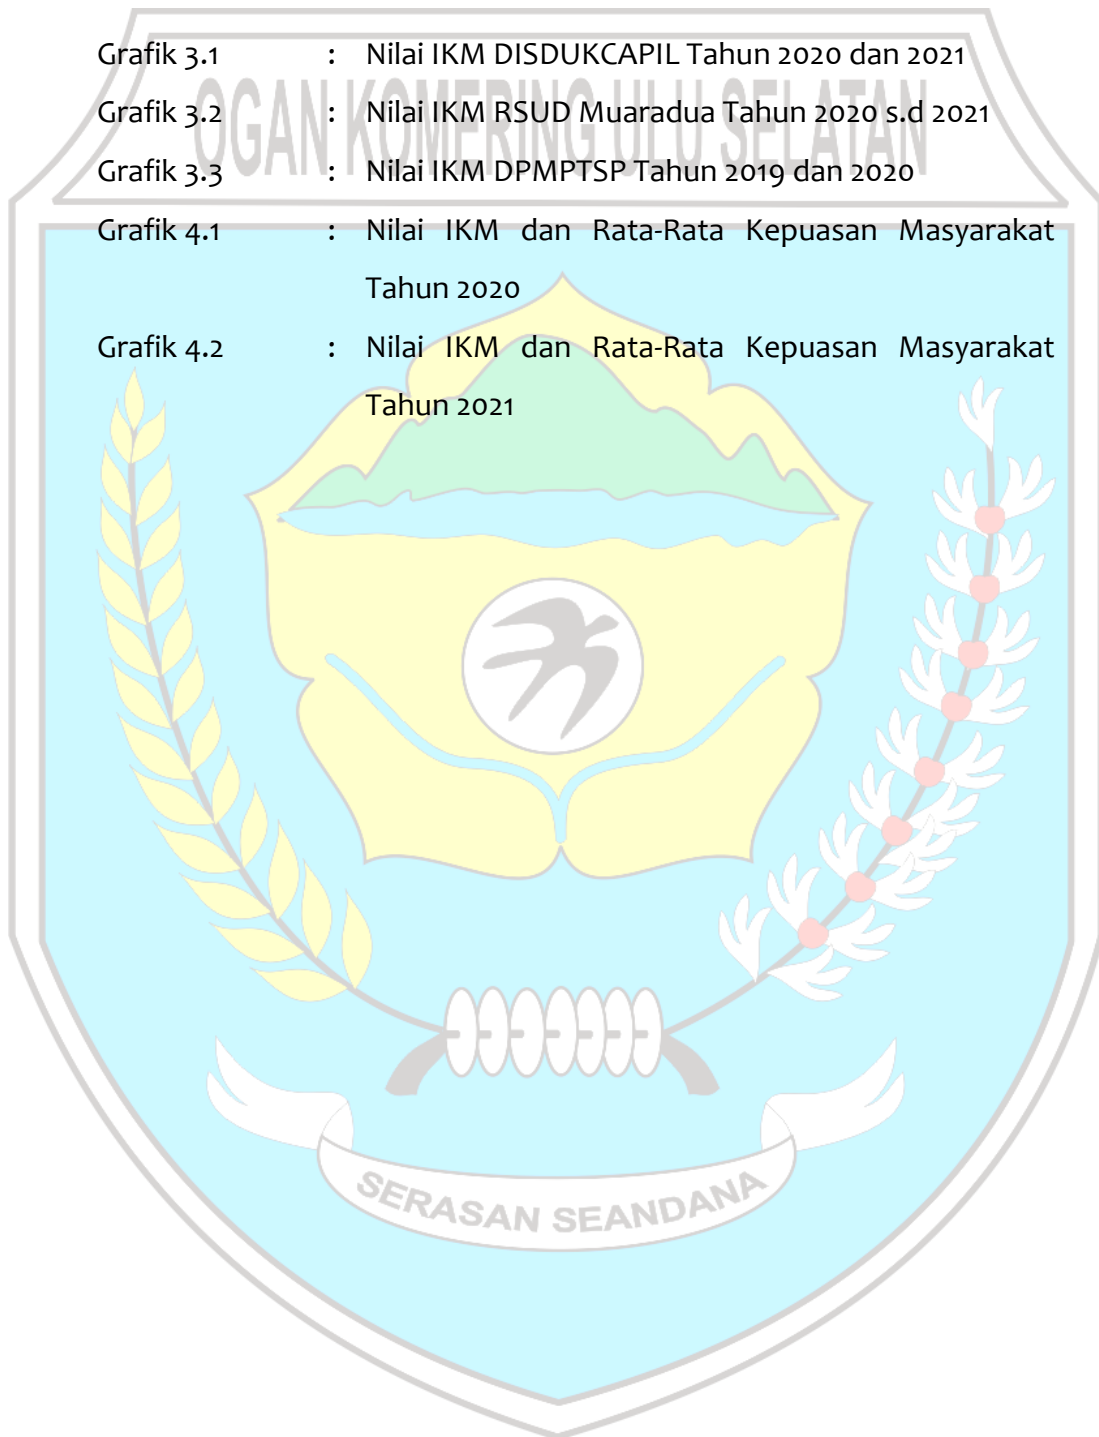 Grafik 3.1 : Nilai IKM DISDUKCAPIL Tahun 2020 dan 2021
OGAN KOMERING ULU SELATAN
Grafik 3.2 : Nilai IKM RSUD Muaradua Tahun 2020 s.d 2021
Grafik 3.3 : Nilai IKM DPMPTSP Tahun 2019 dan 2020
Grafik 4.1 : Nilai IKM dan Rata-Rata Kepuasan Masyarakat
Tahun 2020
Grafik 4.2 : Nilai IKM dan Rata-Rata Kepuasan Masyarakat
Tahun 2021
SERASAN SEANDANA